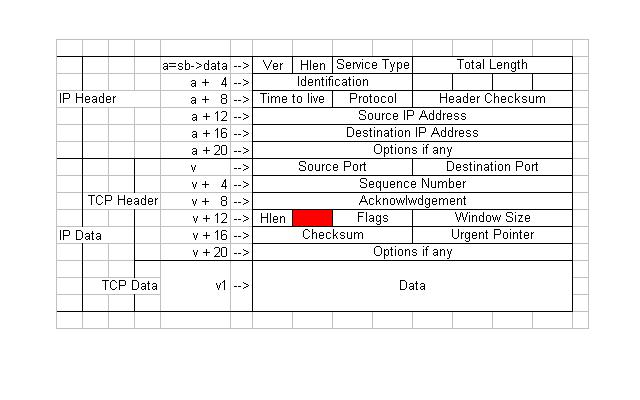 a=sb->data --> Ver Hlen Service Type Total Length
a + 4 --> Identification
IP Header a + 8 --> Time to live Protocol Header Checksum
a + 12 --> Source IP Address
a + 16 --> Destination IP Address
a + 20 --> Options if any
v --> Source Port Destination Port
v + 4 --> Sequence Number
TCP Header v + 8 --> Acknowlwdgement
v + 12 --> Hlen Flags Window Size
IP Data v + 16 --> Checksum Urgent Pointer
v + 20 --> Options if any
TCP Data v1 --> Data